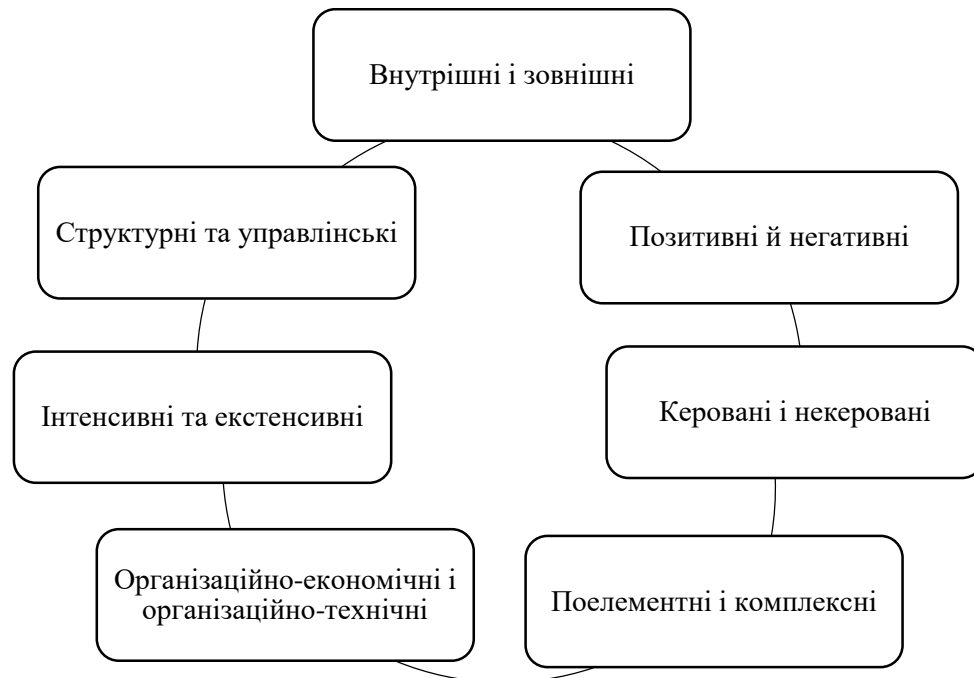 Внутрішні і зовнішні
Структурні та управлінські
Позитивні й негативні
Інтенсивні та екстенсивні
Керовані і некеровані
Організаційно-економічні і
організаційно-технічні
Поелементні і комплексні